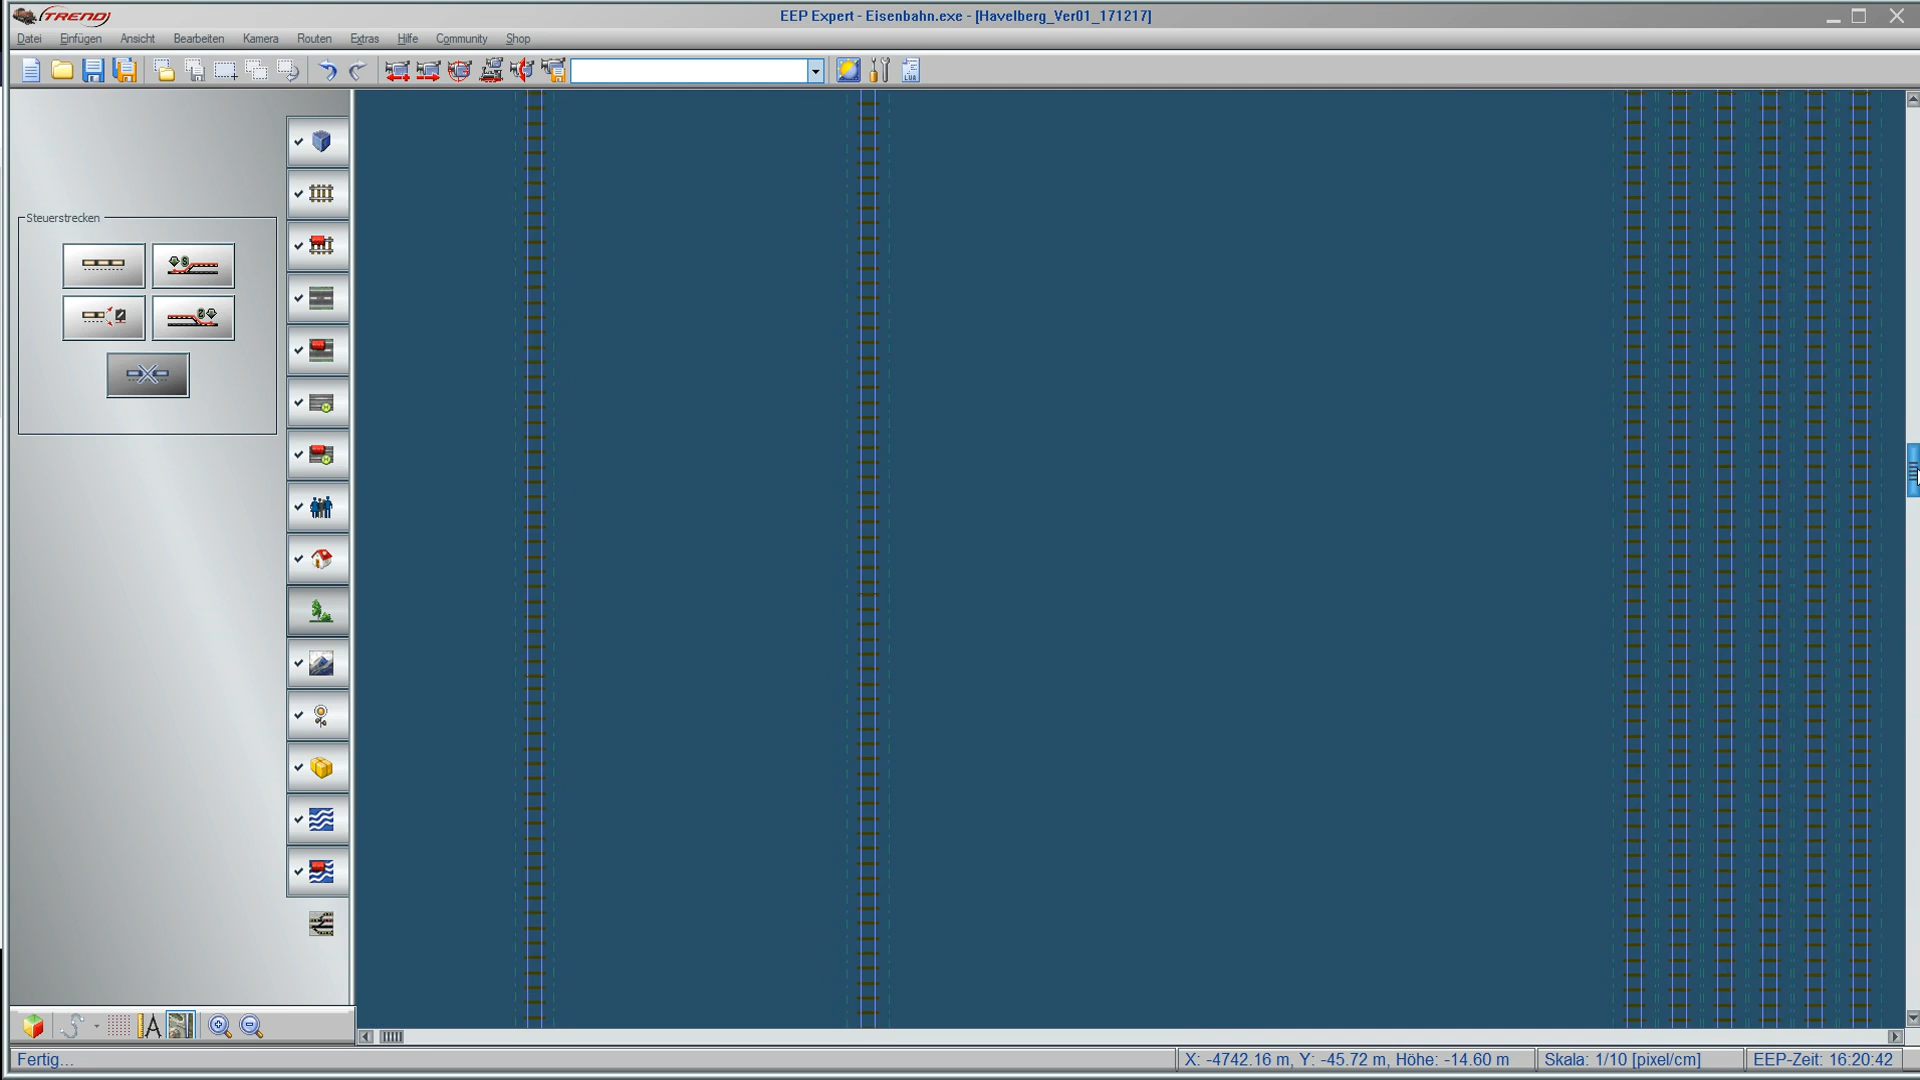 TREND
EEP Expert - Eisenbahn.exe - [Havelberg_Ver01_171217]
Datei Einfügen Ansicht Bearbeiten Kamera Routen Extras Hilfe Community Shop
LUA
Steuerstrecken
Fertig...
X: -4742.16 m, Y: -45.72 m, Höhe: -14.60 m
Skala: 1/10 [pixel/cm]
EEP-Zeit: 16:20:42